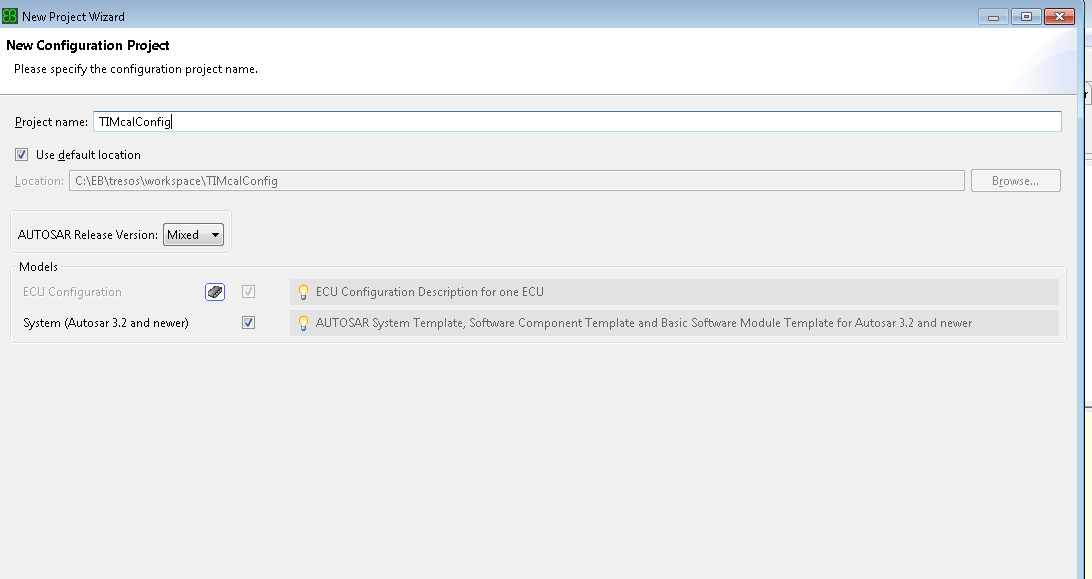 New Project Wizard
New Configuration Project
Please specify the configuration project name.
Project name: TIMcalConfig
Use default location
Location: C:\EB\tresos\workspace\TIMcalConfig Browse...
AUTOSAR Release Version: Mixed
Models
ECU Configuration ECU Configuration Description for one ECU
System (Autosar 3.2 and newer) AUTOSAR System Template, Software Component Template and Basic Software Module Template for Autosar 3.2 and newer